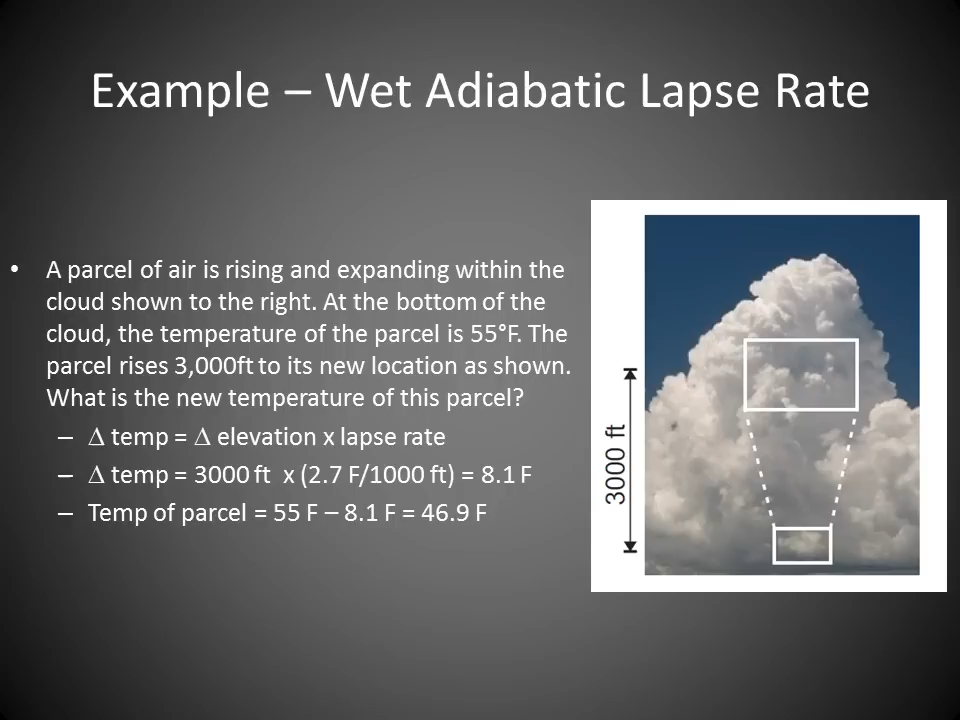 Example – Wet Adiabatic Lapse Rate
• A parcel of air is rising and expanding within the
cloud shown to the right. At the bottom of the
cloud, the temperature of the parcel is 55°F. The
parcel rises 3,000ft to its new location as shown.
What is the new temperature of this parcel?
– ∆ temp = ∆ elevation x lapse rate
– ∆ temp = 3000 ft x (2.7 F/1000 ft) = 8.1 F
– Temp of parcel = 55 F – 8.1 F = 46.9 F
3000 ft